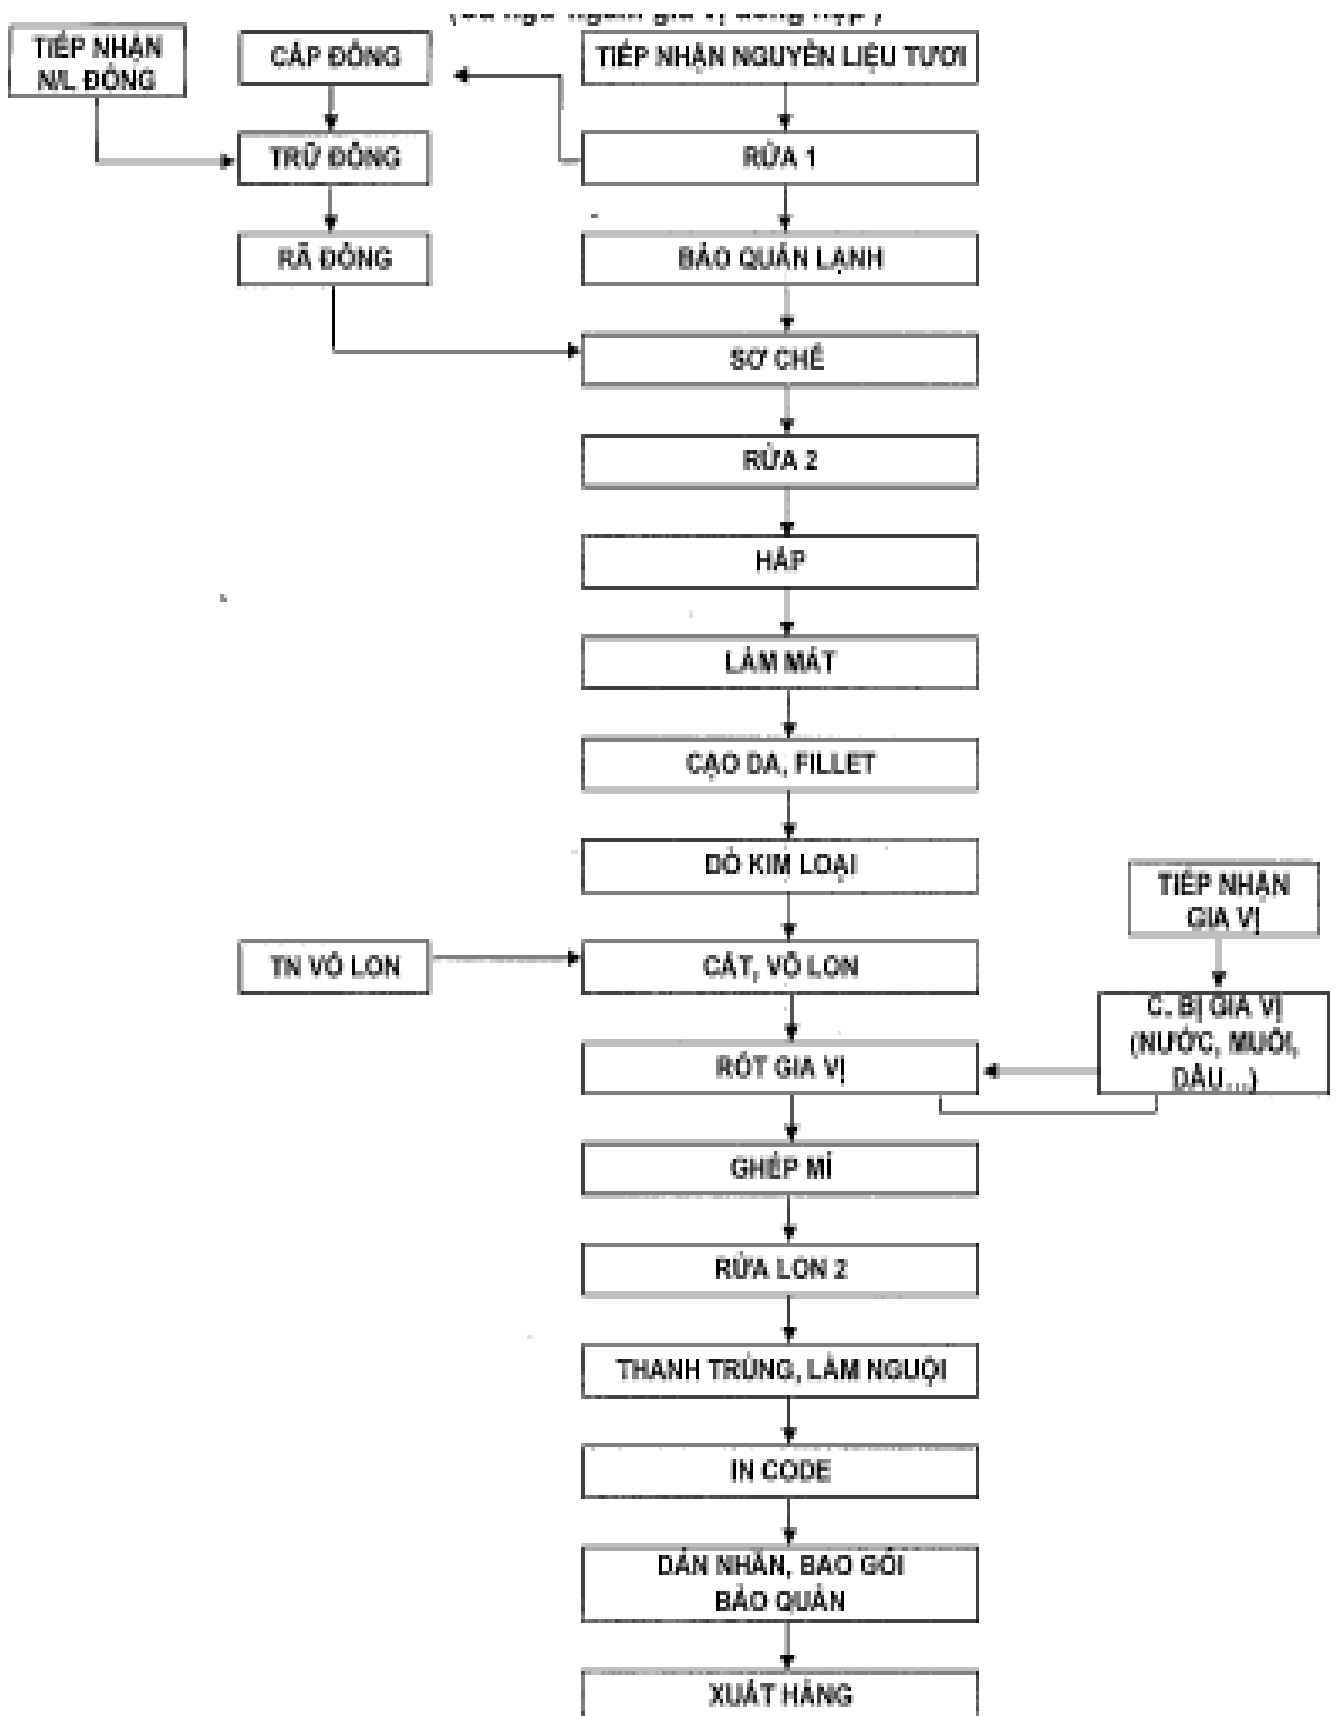 TIẾP NHẬN
N/L ĐÔNG
CẤP ĐÔNG
TIẾP NHẬN NGUYÊN LIỆU TƯƠI
TRỮ ĐÔNG
RỬA 1
RÃ ĐÔNG
BẢO QUẢN LẠNH
SƠ CHẾ
RỬA 2
HẤP
LÀM MÁT
CẠO DA, FILLET
DÒ KIM LOẠI
TIẾP NHẬN
GIA VỊ
TN VỎ LON
CẮT, VÔ LON
C. BỊ GIA VỊ
(NƯỚC, MUỐI,
DẦU...)
RÓT GIA VỊ
GHÉP MÍ
RỬA LON 2
THANH TRÙNG, LÀM NGUỘI
IN CODE
DÁN NHÃN, BAO GÓI
BẢO QUẢN
XUẤT HÀNG